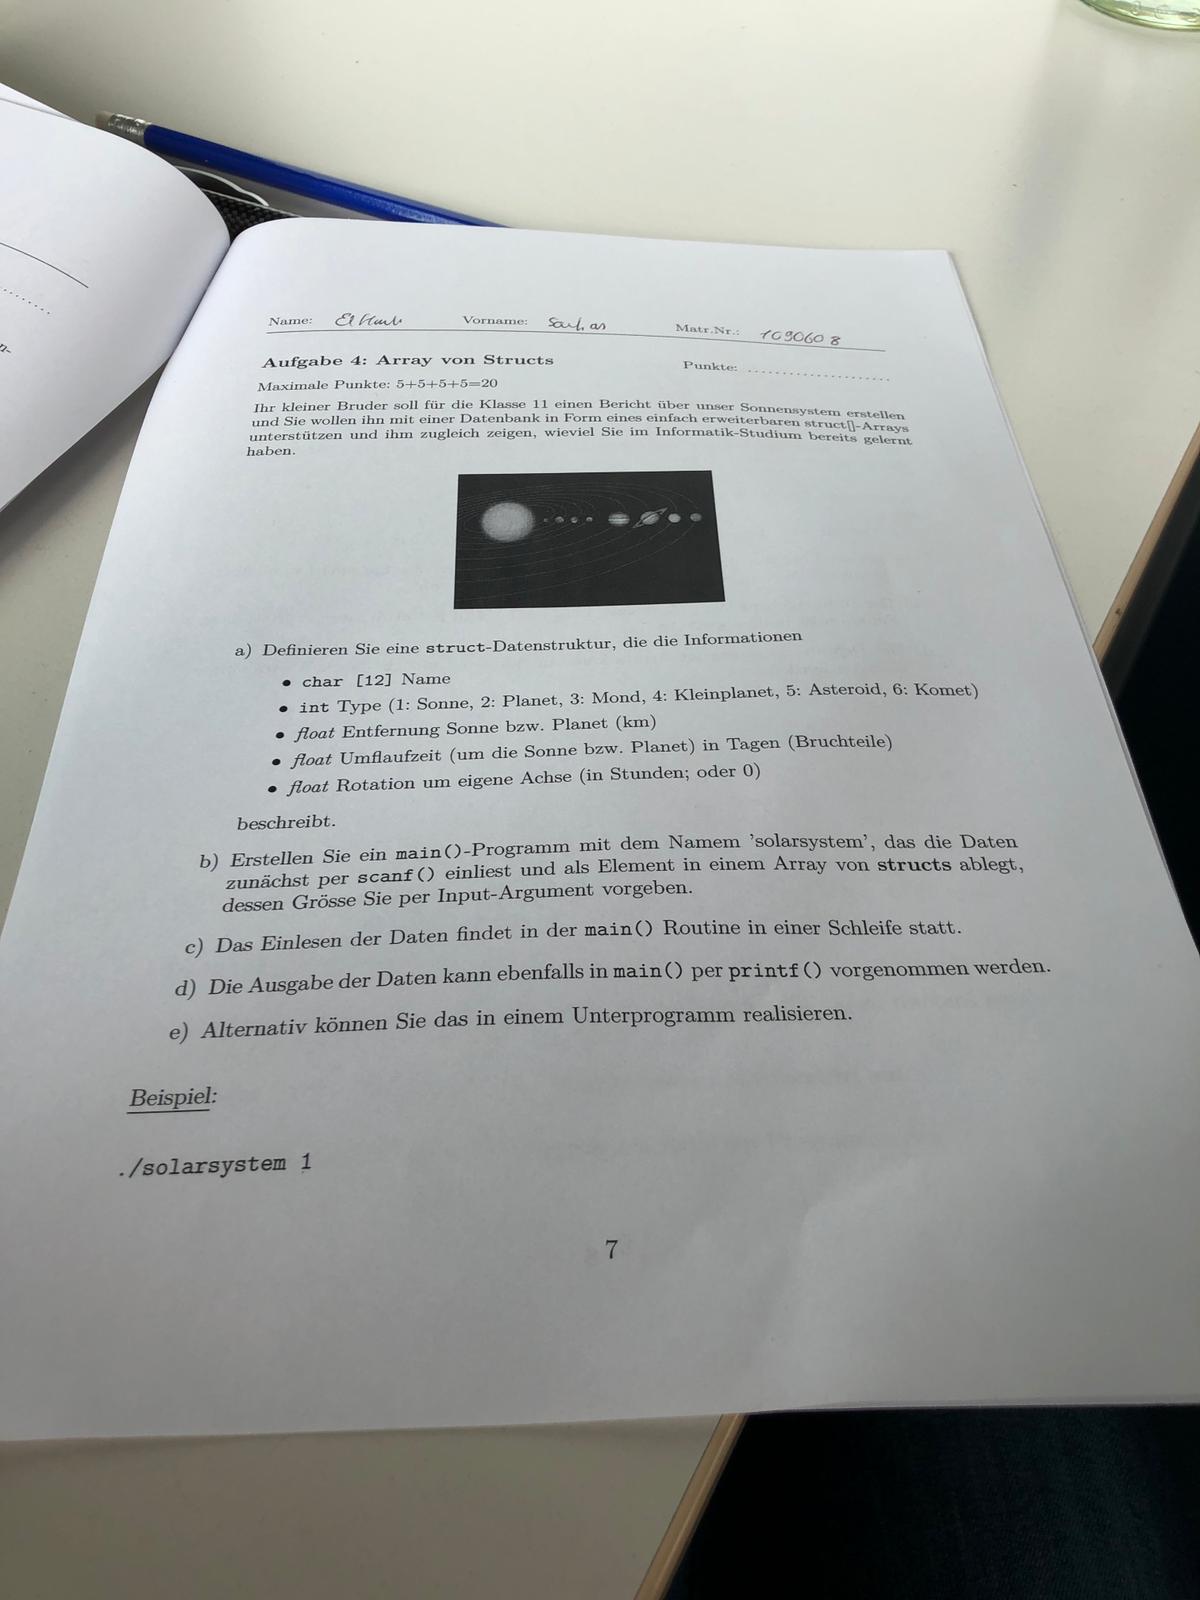 n-
Name: Vorname: Matr.Nr.: 1090608
Aufgabe 4: Array von Structs Punkte: ....................
Maximale Punkte: 5+5+5+5=20
Ihr kleiner Bruder soll für die Klasse 11 einen Bericht über unser Sonnensystem erstellen
und Sie wollen ihn mit einer Datenbank in Form eines einfach erweiterbaren struct[]-Arrays
unterstützen und ihm zugleich zeigen, wieviel Sie im Informatik-Studium bereits gelernt
haben.
a) Definieren Sie eine struct-Datenstruktur, die die Informationen
• char [12] Name
• int Type (1: Sonne, 2: Planet, 3: Mond, 4: Kleinplanet, 5: Asteroid, 6: Komet)
• float Entfernung Sonne bzw. Planet (km)
• float Umflaufzeit (um die Sonne bzw. Planet) in Tagen (Bruchteile)
• float Rotation um eigene Achse (in Stunden; oder 0)
beschreibt.
b) Erstellen Sie ein main()-Programm mit dem Namem 'solarsystem', das die Daten
zunächst per scanf() einliest und als Element in einem Array von structs ablegt,
dessen Grösse Sie per Input-Argument vorgeben.
c) Das Einlesen der Daten findet in der main() Routine in einer Schleife statt.
d) Die Ausgabe der Daten kann ebenfalls in main() per printf() vorgenommen werden.
e) Alternativ können Sie das in einem Unterprogramm realisieren.
Beispiel:
./solarsystem 1
7